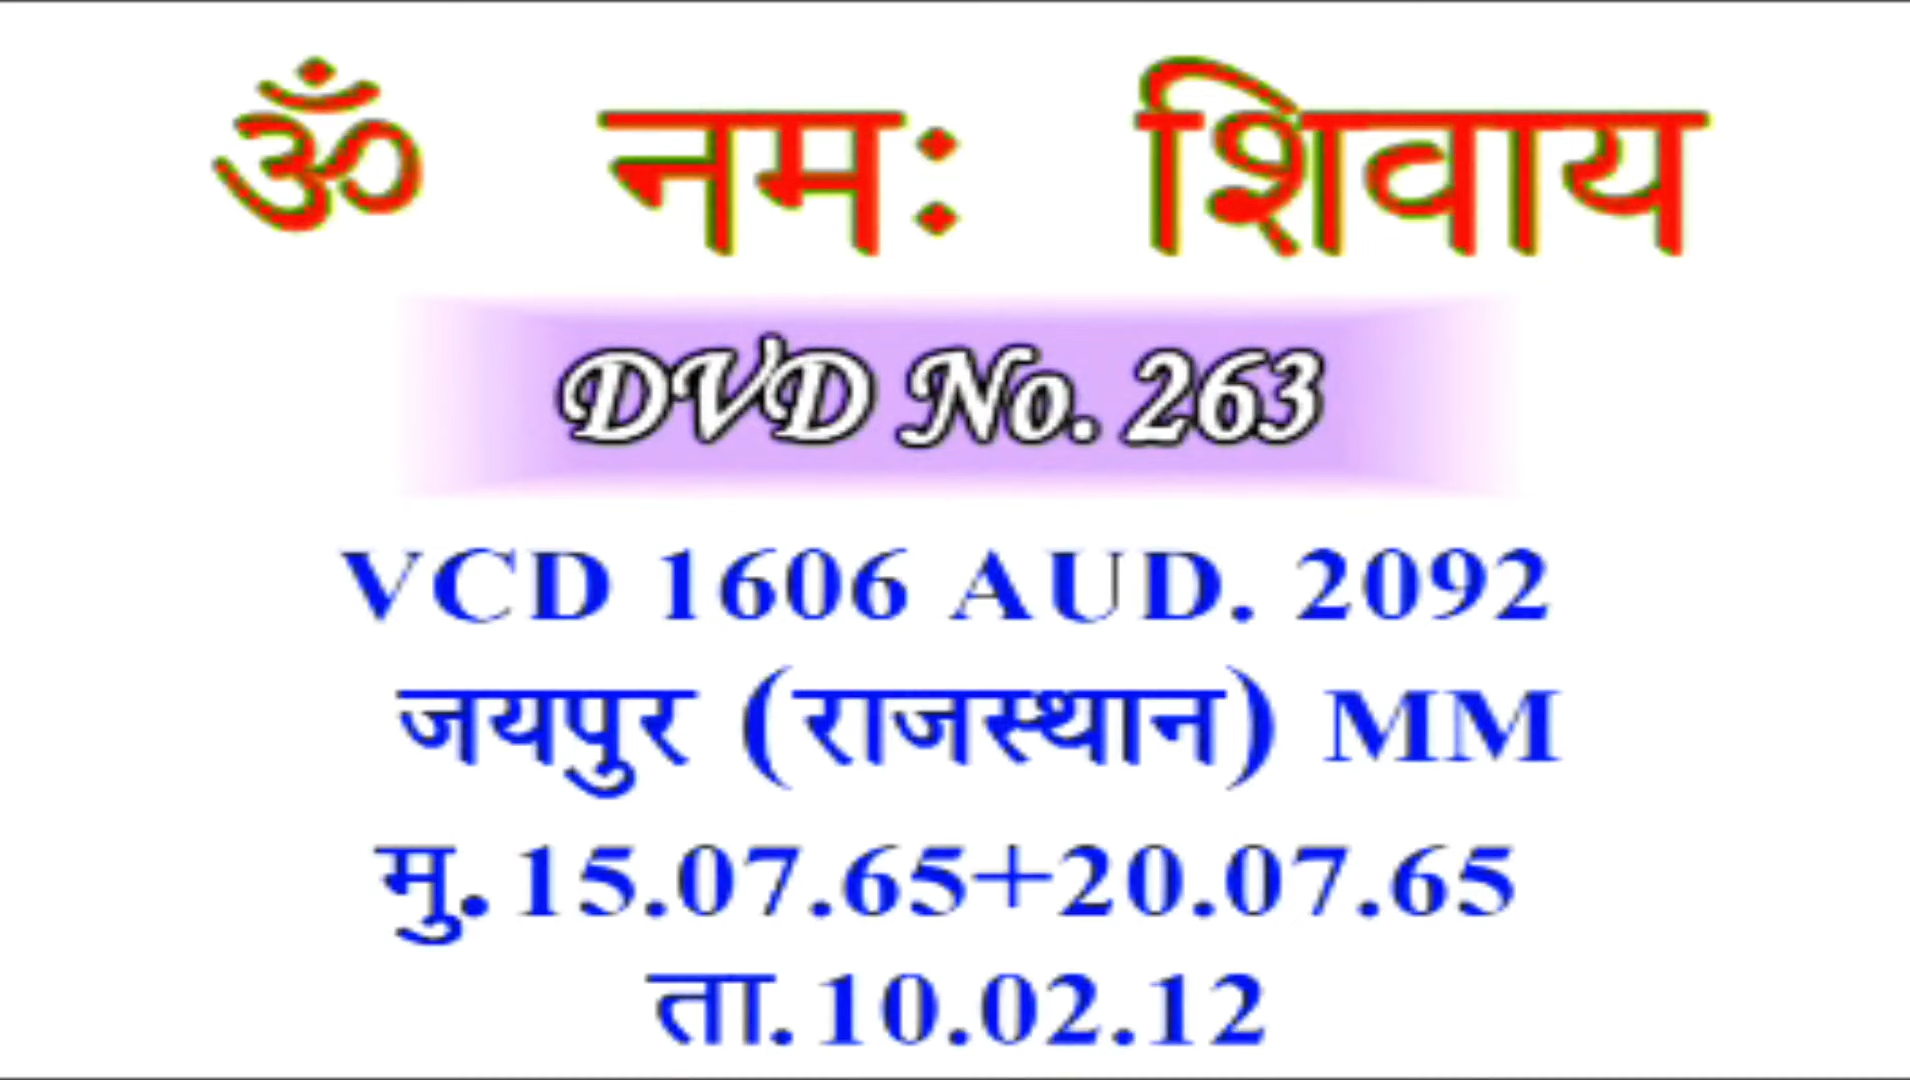 ॐ नमः शिवाय
DVD No. 263
VCD 1606 AUD. 2092
जयपुर (राजस्थान) MM
मु.15.07.65+20.07.65
ता.10.02.12